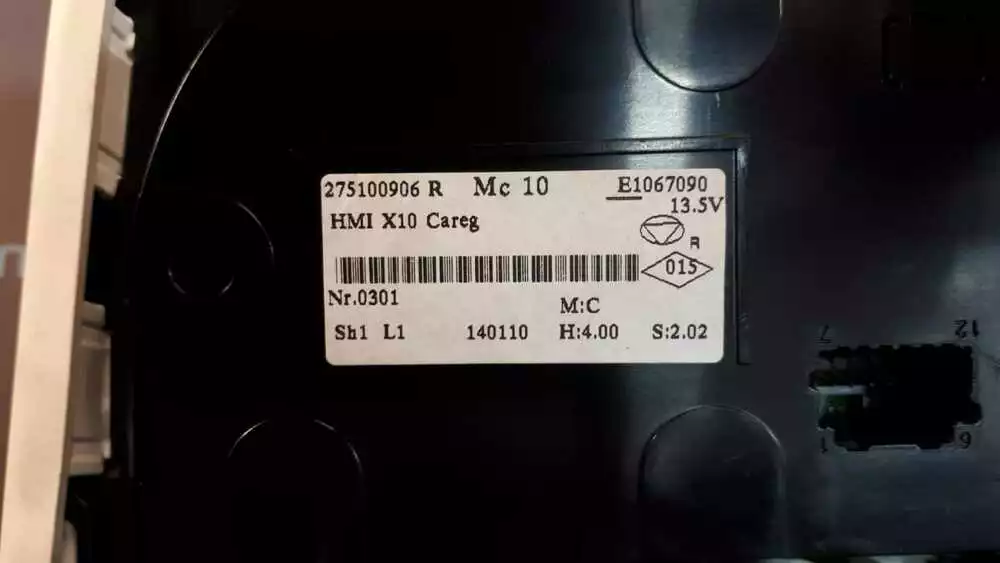 275100906 R Mc 10 E1067090
13.5V
HMI X10 Careg
R
015
Nr.0301
M:C
Sh1 L1 140110 H:4.00 S:2.02
7 12
1 6